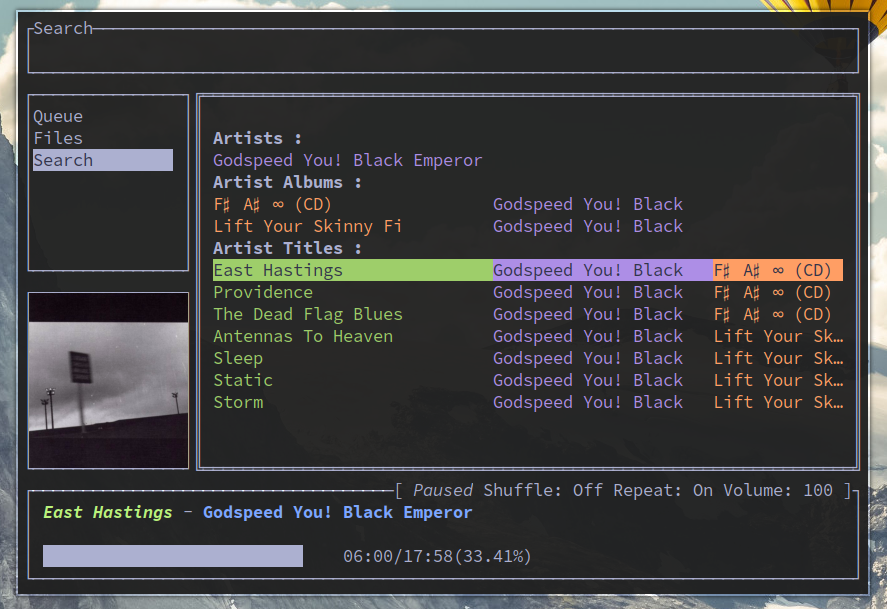 Search
Queue
Files
Search
Artists :
Godspeed You! Black Emperor
Artist Albums :
F♯ A♯ ∞ (CD) Godspeed You! Black
Lift Your Skinny Fi Godspeed You! Black
Artist Titles :
East Hastings Godspeed You! Black F♯ A♯ ∞ (CD)
Providence Godspeed You! Black F♯ A♯ ∞ (CD)
The Dead Flag Blues Godspeed You! Black F♯ A♯ ∞ (CD)
Antennas To Heaven Godspeed You! Black Lift Your Sk…
Sleep Godspeed You! Black Lift Your Sk…
Static Godspeed You! Black Lift Your Sk…
Storm Godspeed You! Black Lift Your Sk…
[ Paused Shuffle: Off Repeat: On Volume: 100 ]
East Hastings - Godspeed You! Black Emperor
06:00/17:58(33.41%)